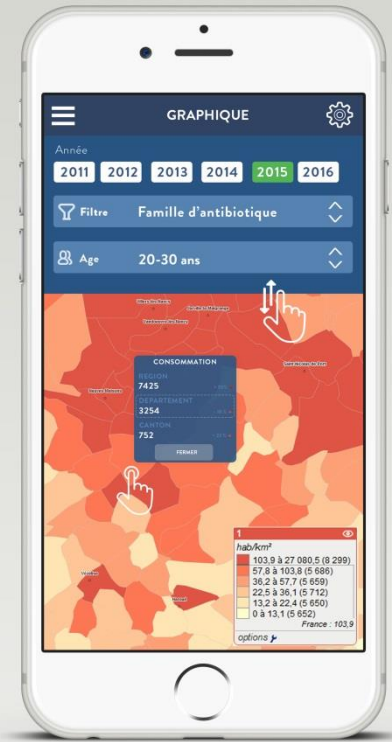 GRAPHIQUE
Année
2011 2012 2013 2014 2015 2016
Filtre Famille d'antibiotique
Age 20-30 ans
CONSOMMATION
REGION
7425
DEPARTEMENT
3254
CANTON
752
FERMER
1
hab/km²
103,9 à 27 080,5 (8 299)
57,8 à 103,8 (5 686)
36,2 à 57,7 (5 659)
22,5 à 36,1 (5 712)
13,2 à 22,4 (5 650)
0 à 13,1 (5 652)
France : 103,9
options